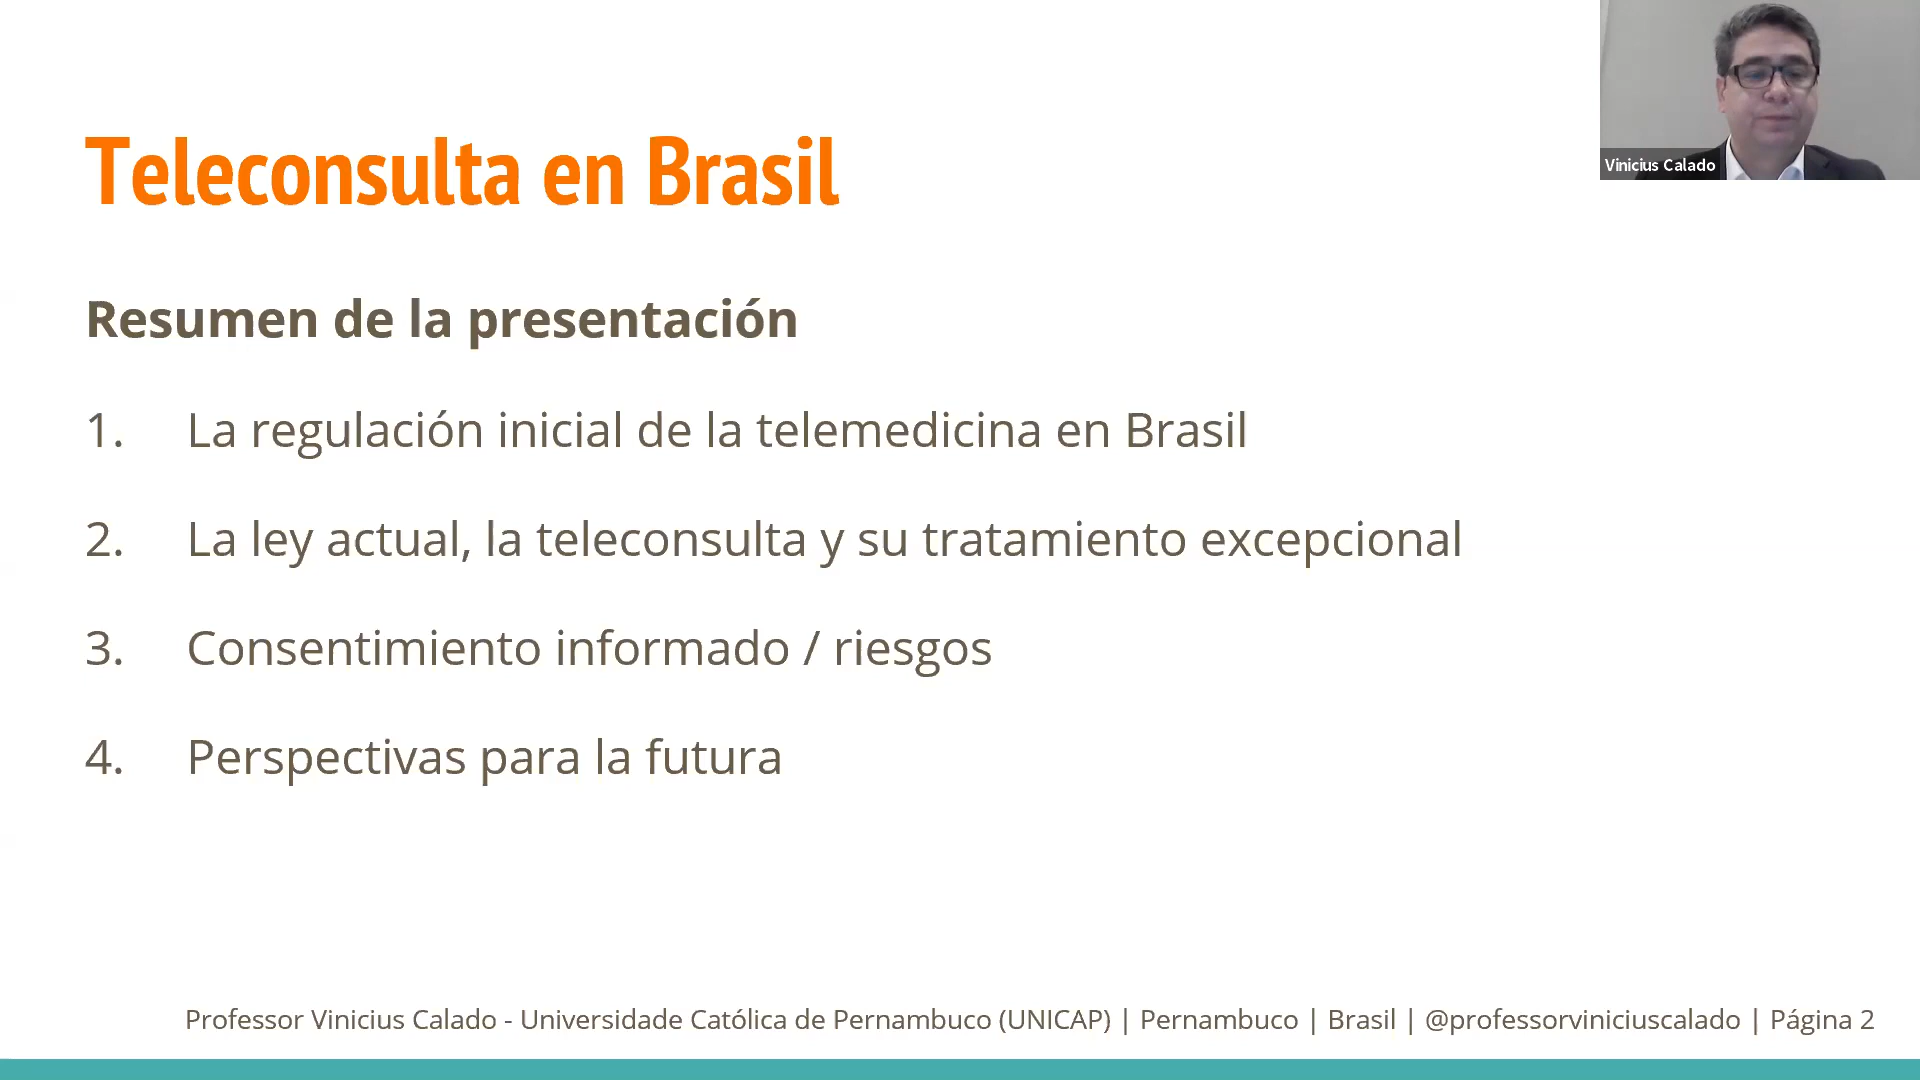 Vinicius Calado
Teleconsulta en Brasil
Resumen de la presentación
1. La regulación inicial de la telemedicina en Brasil
2. La ley actual, la teleconsulta y su tratamiento excepcional
3. Consentimiento informado / riesgos
4. Perspectivas para la futura
Professor Vinicius Calado - Universidade Católica de Pernambuco (UNICAP) | Pernambuco | Brasil | @professorviniciuscalado | Página 2